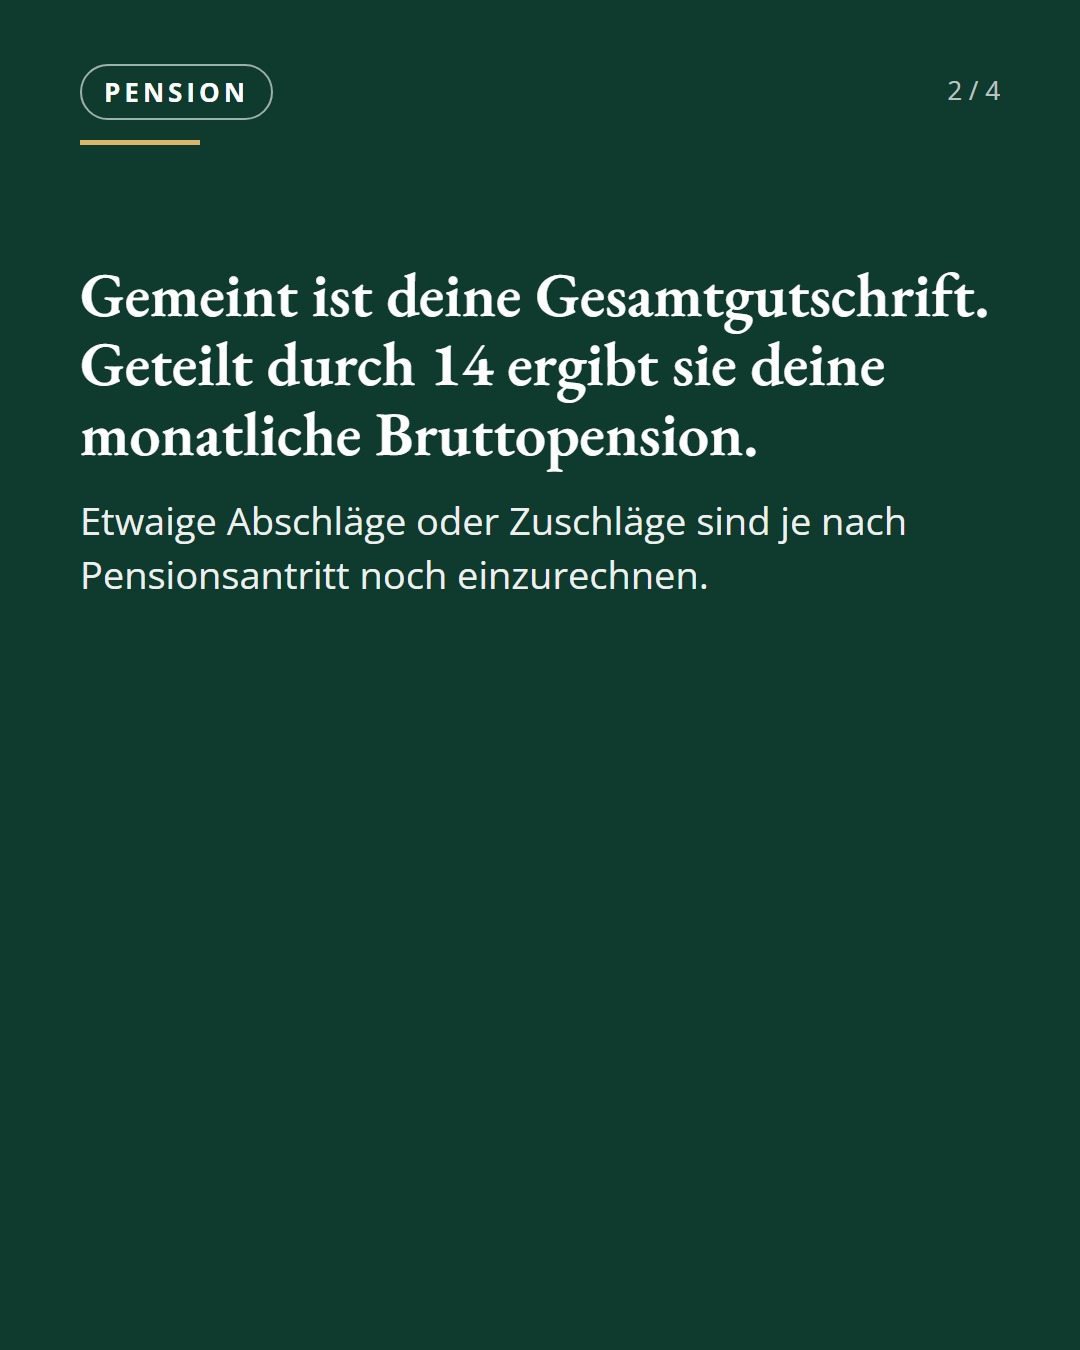 PENSION
2 / 4
Gemeint ist deine Gesamtgutschrift.
Geteilt durch 14 ergibt sie deine
monatliche Bruttopension.
Etwaige Abschläge oder Zuschläge sind je nach
Pensionsantritt noch einzurechnen.